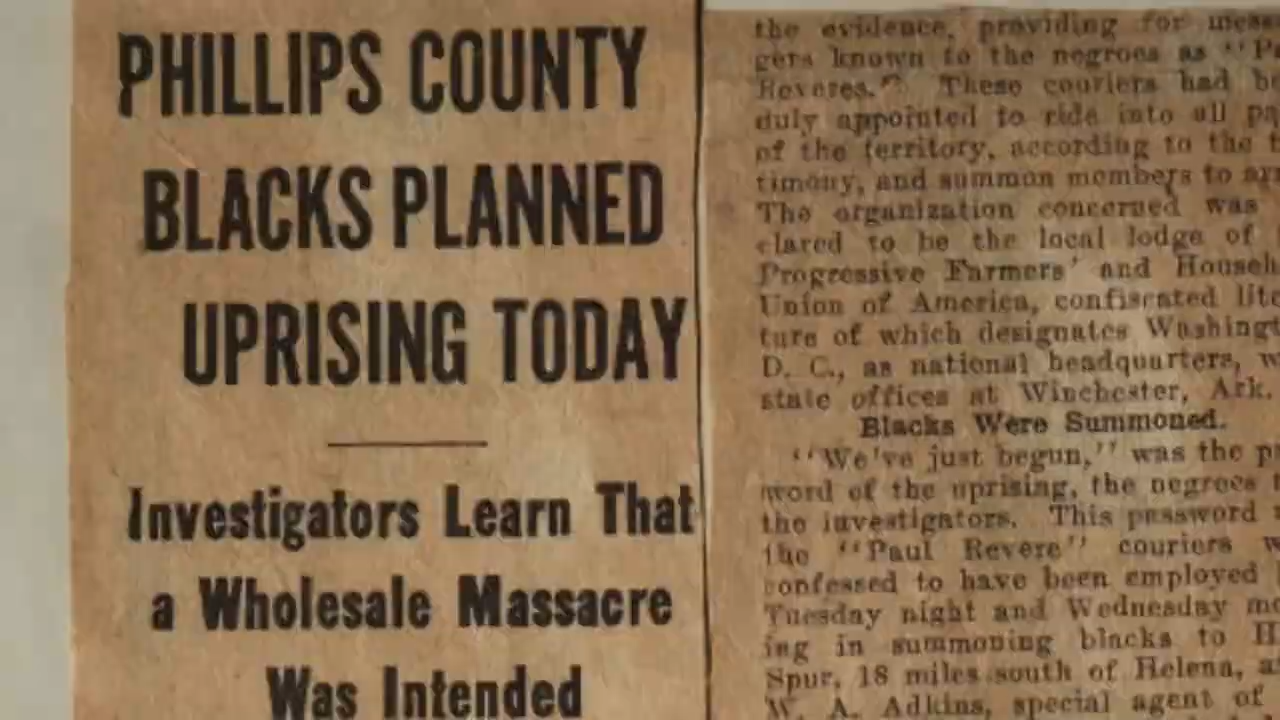 PHILLIPS COUNTY
BLACKS PLANNED
UPRISING TODAY
Investigators Learn That
a Wholesale Massacre
Was Intended
the evidence, providing for
gers known to the negroes as "
Reveres." These couriers had
duly appointed to ride into all
of the territory, according to the
timony, and summon members to
The organization concerned was
clared to be the local lodge of
Progressive Farmers' and Househ
Union of America, confiscated lite
ture of which designates Washingt
D. C., as national headquarters, w
state offices at Winchester, Ark.
Blacks Were Summoned.
"We've just begun," was the
word of the uprising, the negroes
the investigators. This password
the "Paul Revere" couriers
confessed to have been employed
Tuesday night and Wednesday
ing in summoning blacks to H
Spur, 18 miles south of Helena,
W. A. Adkins, special agent of